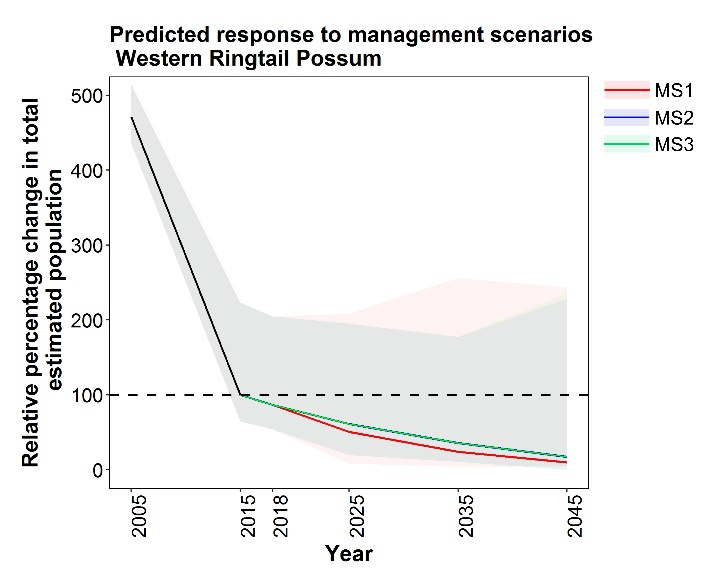 Predicted response to management scenarios
Western Ringtail Possum
Relative percentage change in total
estimated population
500
400
300
200
100
0
2005
2015
2018
2025
2035
2045
Year
MS1
MS2
MS3